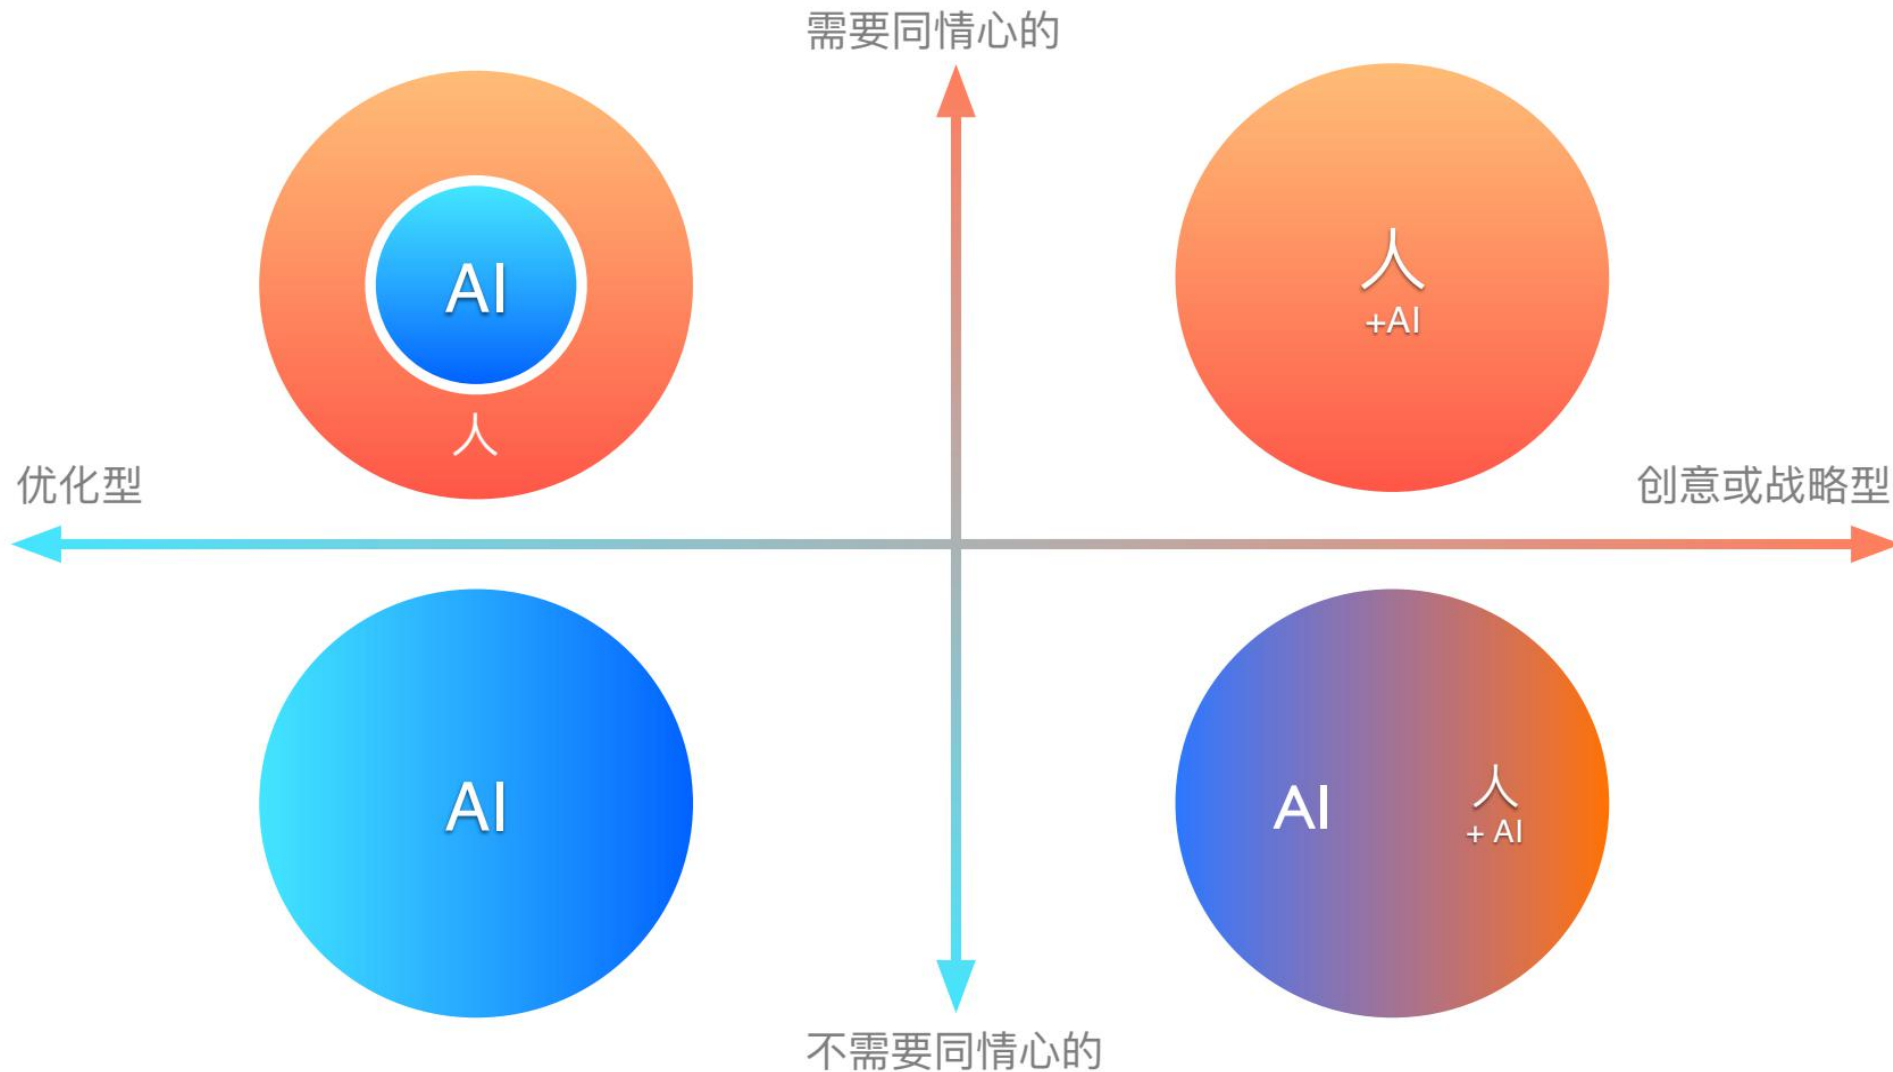 需要同情心的
AI
人
人
+AI
优化型
创意或战略型
AI
AI
人
+ AI
不需要同情心的